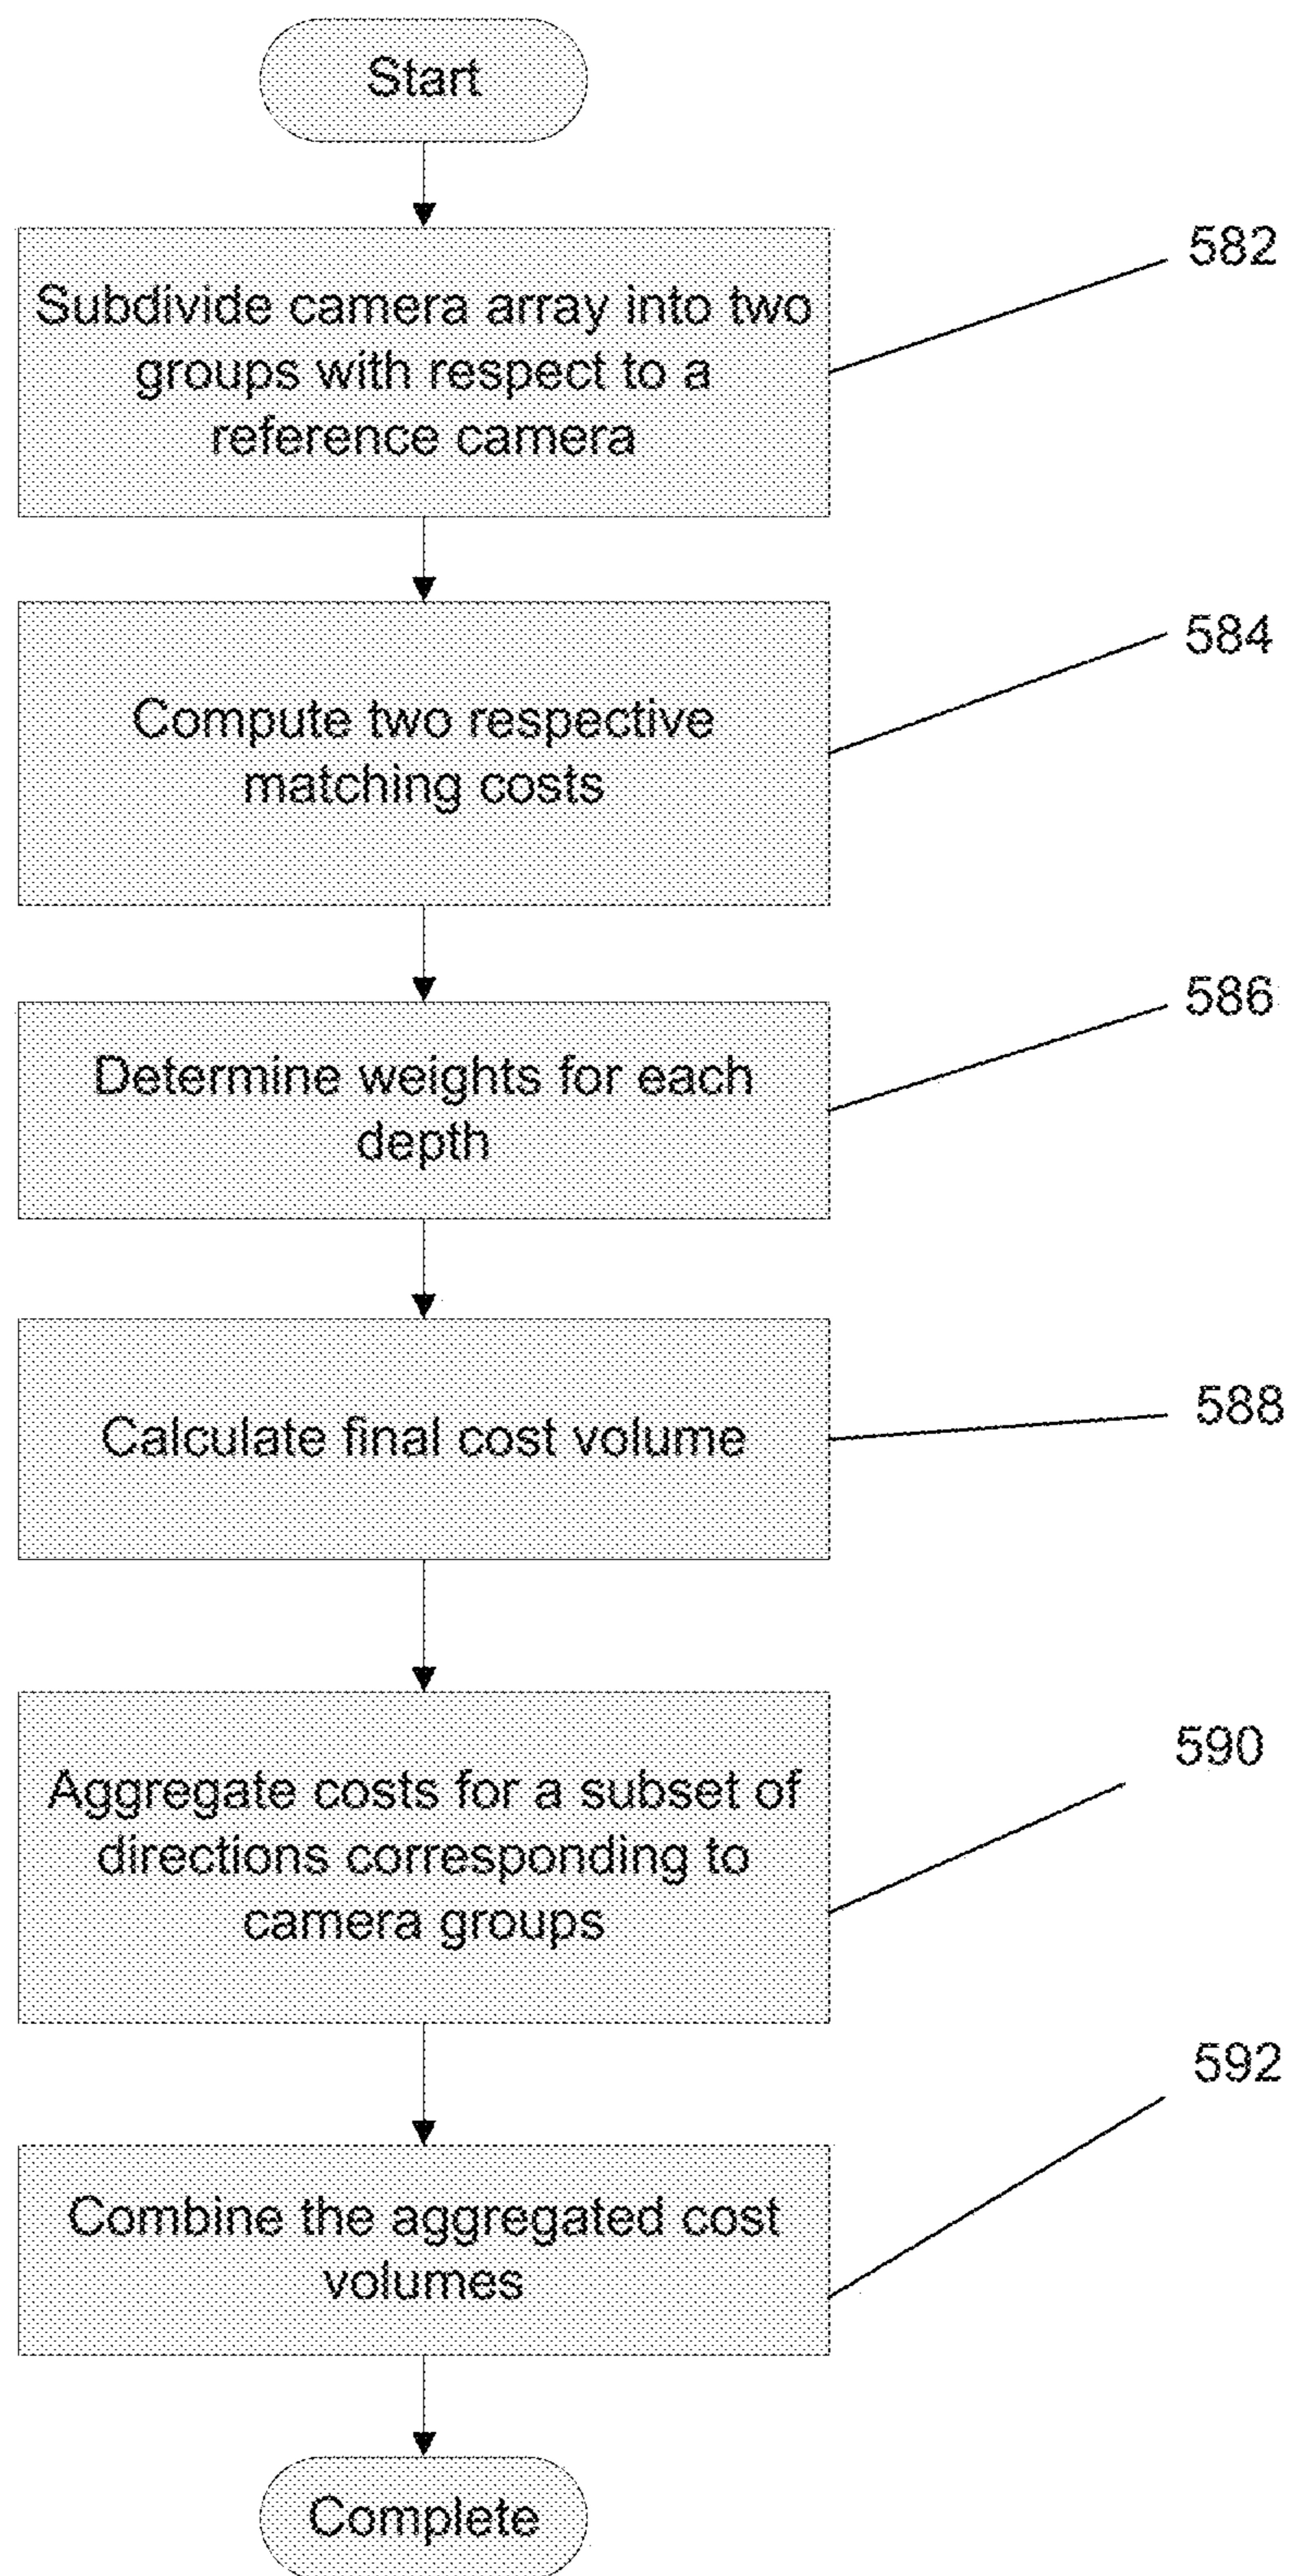 Start
582
Subdivide camera array into two
groups with respect to a
reference camera
584
Compute two respective
matching costs
586
Determine weights for each
depth
588
Calculate final cost volume
590
Aggregate costs for a subset of
directions corresponding to
camera groups
592
Combine the aggregated cost
volumes
Complete